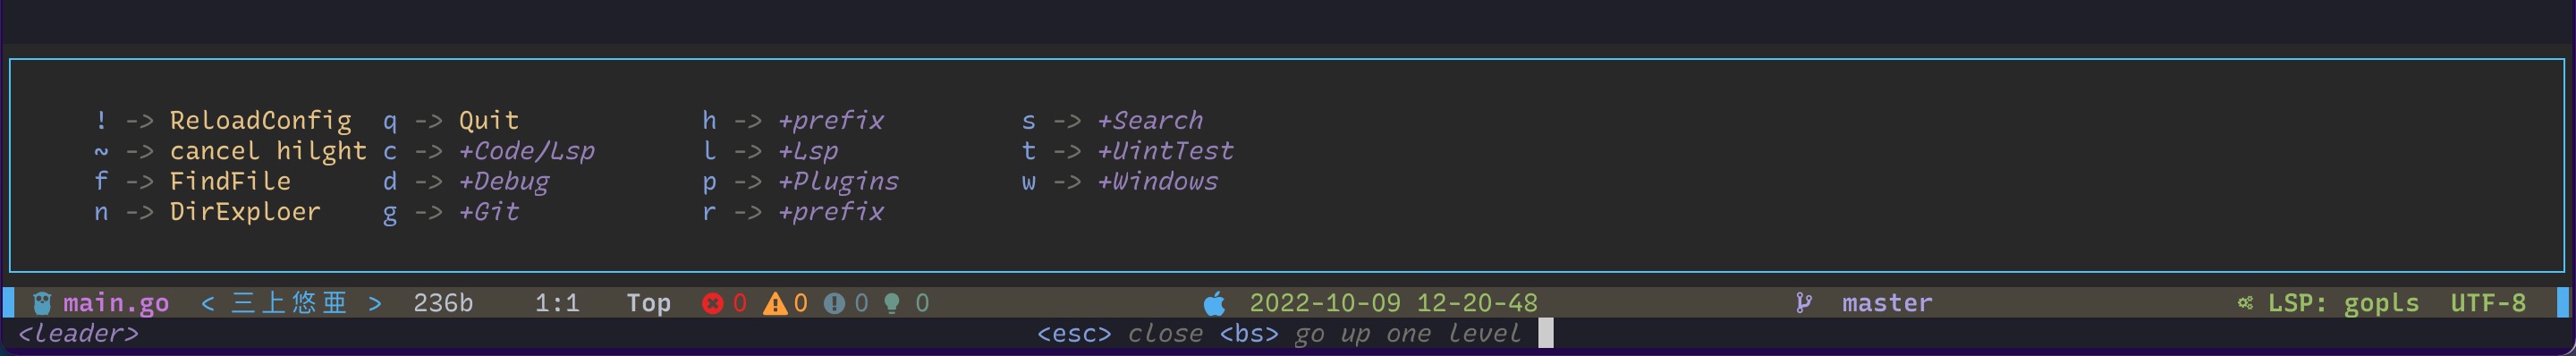 ! -> ReloadConfig q -> Quit h -> +prefix s -> +Search
~ -> cancel hilght c -> +Code/Lsp l -> +Lsp t -> +UintTest
f -> FindFile d -> +Debug p -> +Plugins w -> +Windows
n -> DirExploer g -> +Git r -> +prefix
main.go < 三上悠亜 > 236b 1:1 Top 0 0 0 0 2022-10-09 12-20-48 master LSP: gopls UTF-8
<leader> <esc> close <bs> go up one level